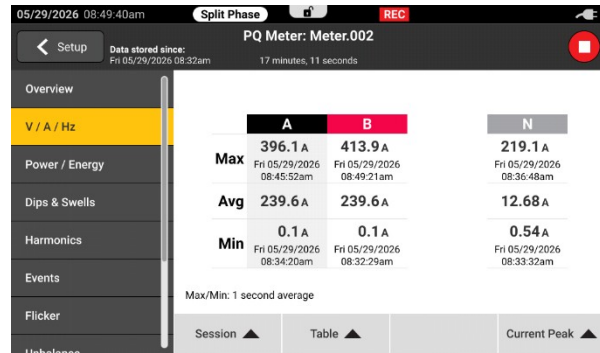 05/29/2026 08:49:40am Split Phase REC
PQ Meter: Meter.002
Setup
Data stored since:
Fri 05/29/2026 08:32am 17 minutes, 11 seconds
Overview
V / A / Hz
Power / Energy
Dips & Swells
Harmonics
Events
Flicker
Unbalance
A B N
Max 396.1 A 413.9 A 219.1 A
Fri 05/29/2026 Fri 05/29/2026 Fri 05/29/2026
08:45:52am 08:49:21am 08:36:48am
Avg 239.6 A 239.6 A 12.68 A
Min 0.1 A 0.1 A 0.54 A
Fri 05/29/2026 Fri 05/29/2026 Fri 05/29/2026
08:34:20am 08:32:29am 08:33:32am
Max/Min: 1 second average
Session Table Current Peak